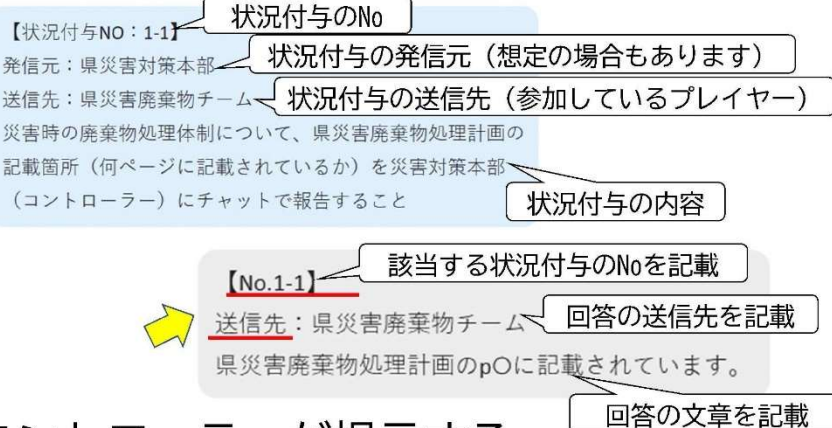 【状況付与NO：1-1】
状況付与のNo
発信元：県災害対策本部
状況付与の発信元（想定の場合もあります）
送信先：県災害廃棄物チーム
状況付与の送信先（参加しているプレイヤー）
災害時の廃棄物処理体制について、県災害廃棄物処理計画の
記載箇所（何ページに記載されているか）を災害対策本部
（コントローラー）にチャットで報告すること
状況付与の内容
【No.1-1】
該当する状況付与のNoを記載
送信先：県災害廃棄物チーム
回答の送信先を記載
県災害廃棄物処理計画のp〇に記載されています。
回答の文章を記載